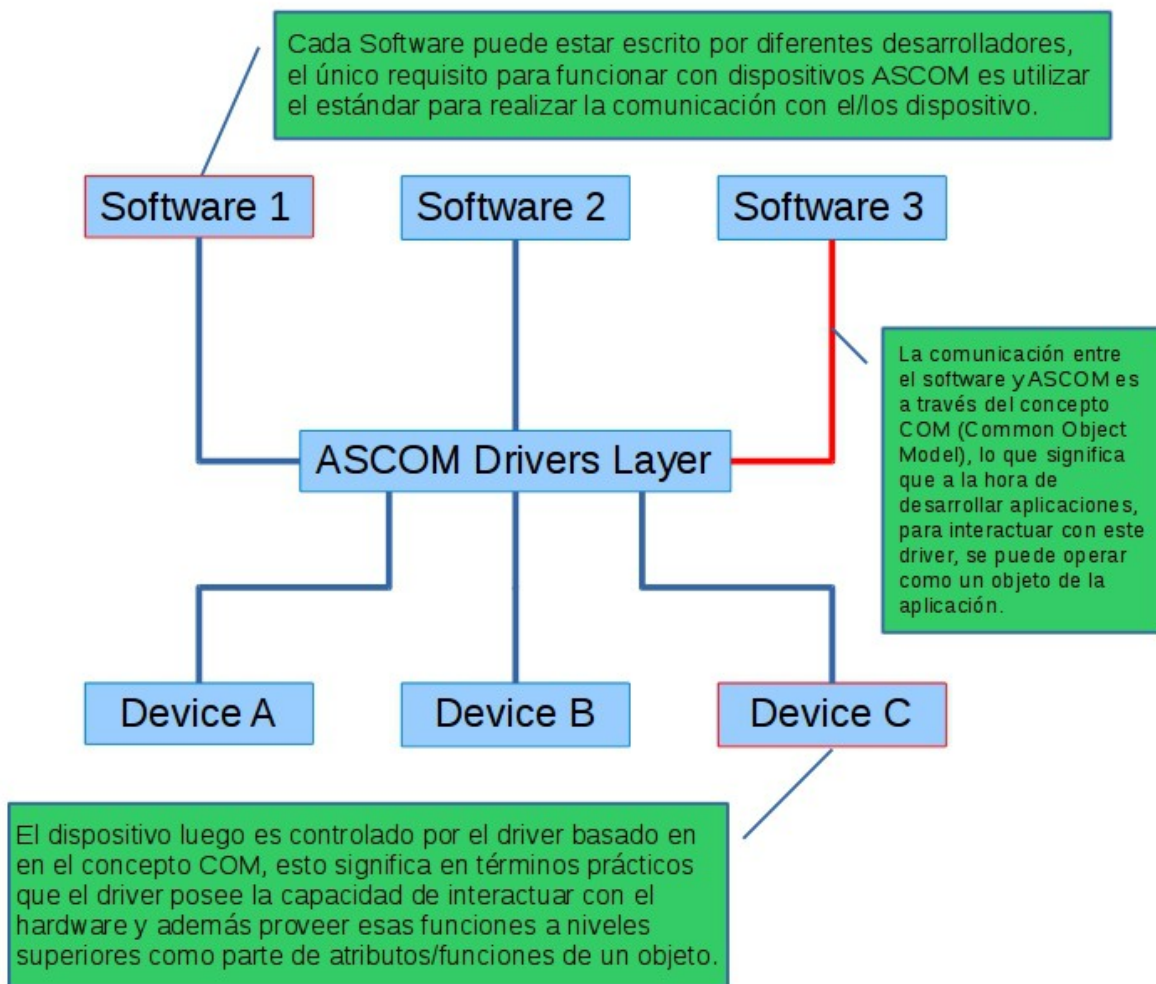 Cada Software puede estar escrito por diferentes desarrolladores,
el único requisito para funcionar con dispositivos ASCOM es utilizar
el estándar para realizar la comunicación con el/los dispositivo.
Software 1
Software 2
Software 3
La comunicación entre
el software y ASCOM es
a través del concepto
COM (Common Object
Model), lo que significa
que a la hora de
desarrollar aplicaciones,
para interactuar con este
driver, se puede operar
como un objeto de la
aplicación.
ASCOM Drivers Layer
Device A
Device B
Device C
El dispositivo luego es controlado por el driver basado en
en el concepto COM, esto significa en términos prácticos
que el driver posee la capacidad de interactuar con el
hardware y además proveer esas funciones a niveles
superiores como parte de atributos/funciones de un objeto.